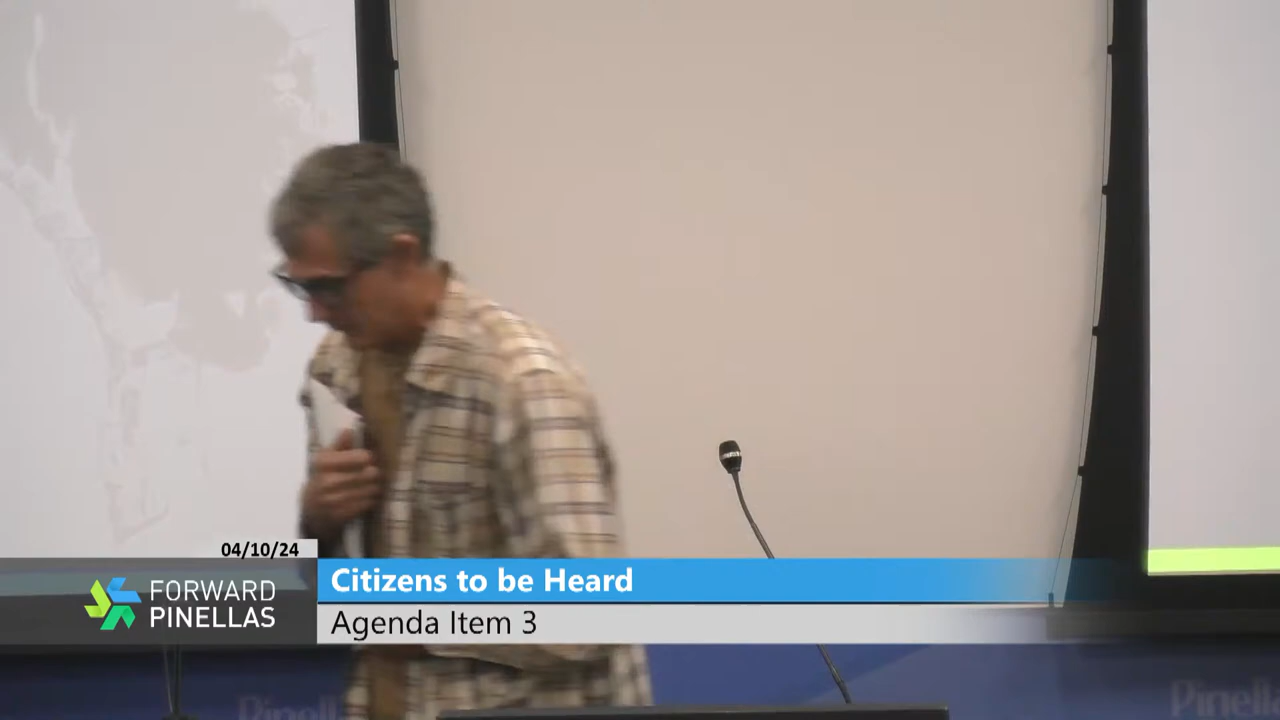 04/10/24
FORWARD
PINELLAS
Citizens to be Heard
Agenda Item 3